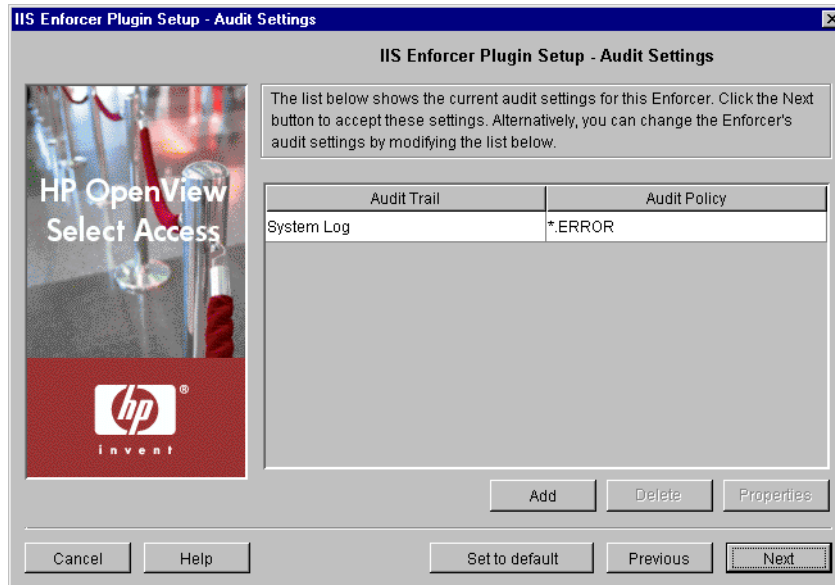 IIS Enforcer Plugin Setup - Audit Settings
IIS Enforcer Plugin Setup - Audit Settings
The list below shows the current audit settings for this Enforcer. Click the Next
button to accept these settings. Alternatively, you can change the Enforcer's
audit settings by modifying the list below.
HP OpenView
Select Access
hp
®
invent
Audit Trail Audit Policy
System Log *.ERROR
Add Delete Properties
Cancel Help Set to default Previous Next